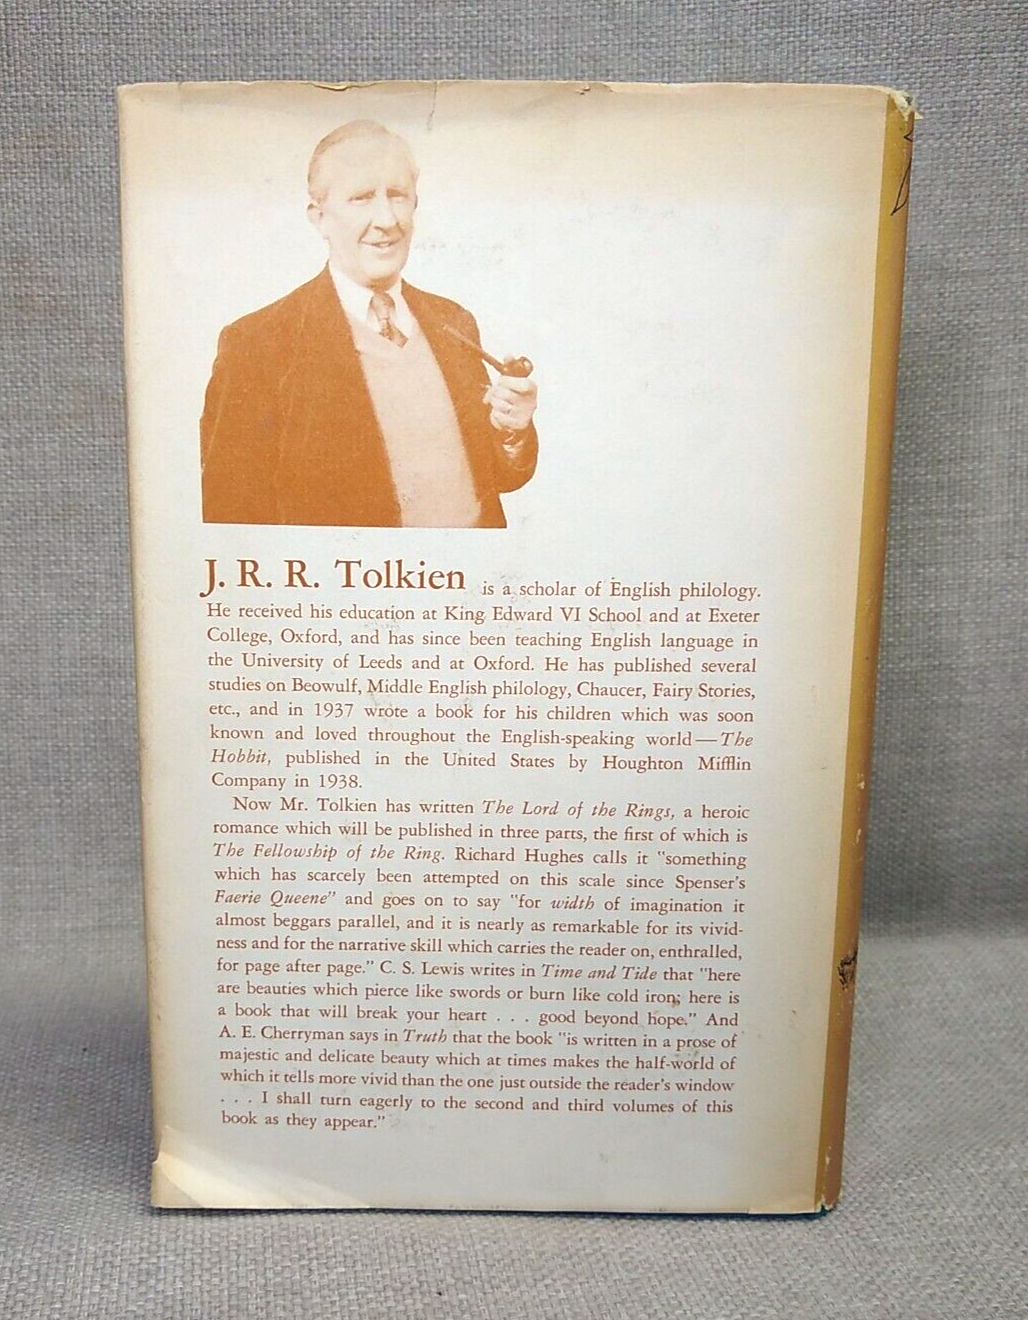 J. R. R. Tolkien is a scholar of English philology.
He received his education at King Edward VI School and at Exeter
College, Oxford, and has since been teaching English language in
the University of Leeds and at Oxford. He has published several
studies on Beowulf, Middle English philology, Chaucer, Fairy Stories,
etc., and in 1937 wrote a book for his children which was soon
known and loved throughout the English-speaking world—The
Hobbit, published in the United States by Houghton Mifflin
Company in 1938.
Now Mr. Tolkien has written The Lord of the Rings, a heroic
romance which will be published in three parts, the first of which is
The Fellowship of the Ring. Richard Hughes calls it "something
which has scarcely been attempted on this scale since Spenser's
Faerie Queene" and goes on to say "for width of imagination it
almost beggars parallel, and it is nearly as remarkable for its vivid-
ness and for the narrative skill which carries the reader on, enthralled,
for page after page." C. S. Lewis writes in Time and Tide that "here
are beauties which pierce like swords or burn like cold iron; here is
a book that will break your heart . . . good beyond hope." And
A. E. Cherryman says in Truth that the book "is written in a prose of
majestic and delicate beauty which at times makes the half-world of
which it tells more vivid than the one just outside the reader's window
. . . I shall turn eagerly to the second and third volumes of this
book as they appear."